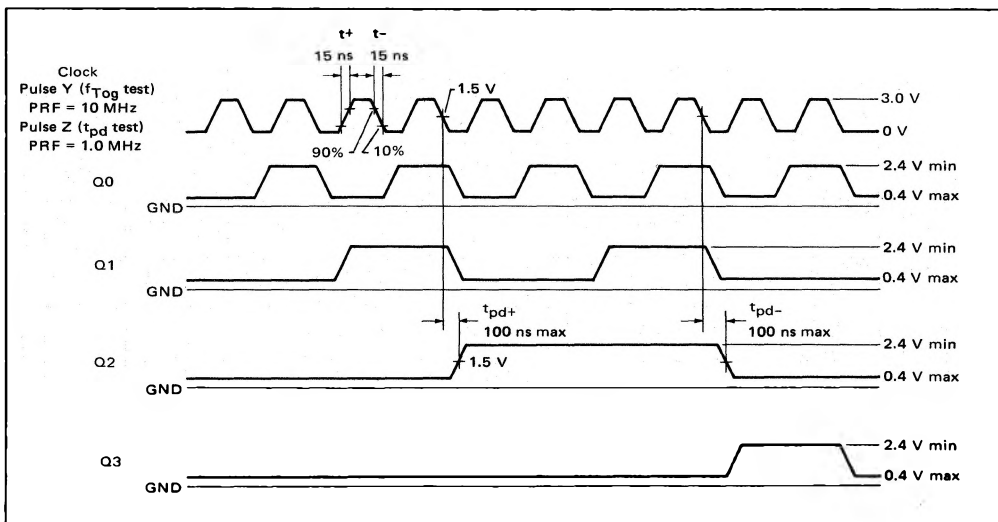 t+ t–
15 ns 15 ns
Clock
Pulse Y (fTog test)
PRF = 10 MHz
Pulse Z (tpd test)
PRF = 1.0 MHz
1.5 V
3.0 V
0 V
90% 10%
Q0
2.4 V min
0.4 V max
GND
Q1
2.4 V min
0.4 V max
GND
tpd+
100 ns max
tpd–
100 ns max
Q2
1.5 V
2.4 V min
0.4 V max
GND
Q3
2.4 V min
0.4 V max
GND